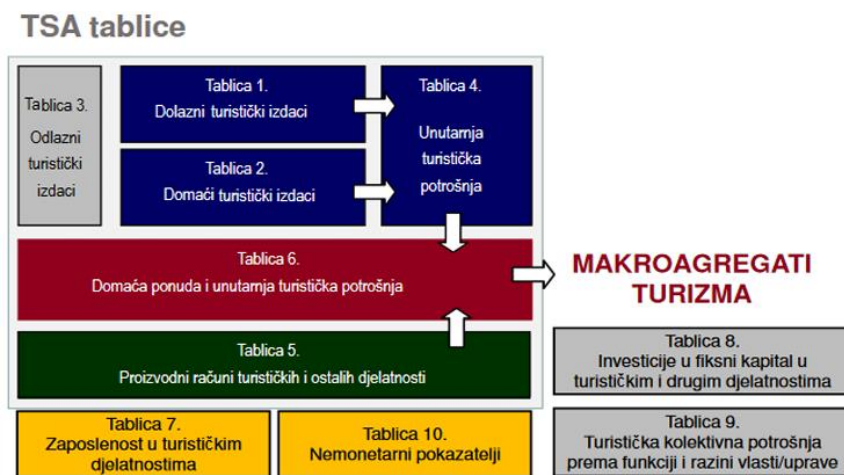 TSA tablice
Tablica 3.
Odlazni
turistički
izdaci
Tablica 1.
Dolazni turistički izdaci
Tablica 2.
Domaći turistički izdaci
Tablica 4.
Unutarnja
turistička
potrošnja
Tablica 6.
Domaća ponuda i unutarnja turistička potrošnja
MAKROAGREGATI
TURIZMA
Tablica 5.
Proizvodni računi turističkih i ostalih djelatnosti
Tablica 8.
Investicije u fiksni kapital u
turističkim i drugim djelatnostima
Tablica 7.
Zaposlenost u turističkim
djelatnostima
Tablica 10.
Nemonetarni pokazatelji
Tablica 9.
Turistička kolektivna potrošnja
prema funkciji i razini vlasti/uprave